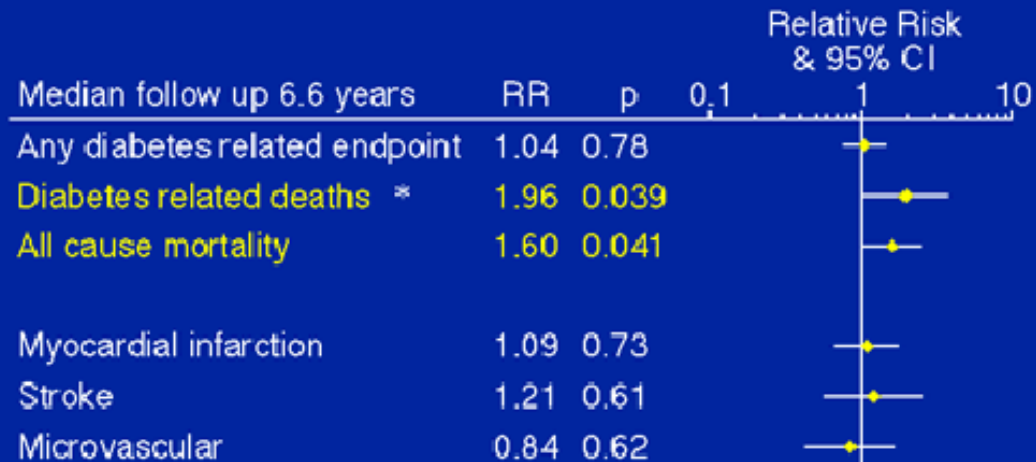 Relative Risk
& 95% CI
Median follow up 6.6 years RR p 0.1 1 10
Any diabetes related endpoint 1.04 0.78
Diabetes related deaths * 1.96 0.039
All cause mortality 1.60 0.041
Myocardial infarction 1.09 0.73
Stroke 1.21 0.61
Microvascular 0.84 0.62